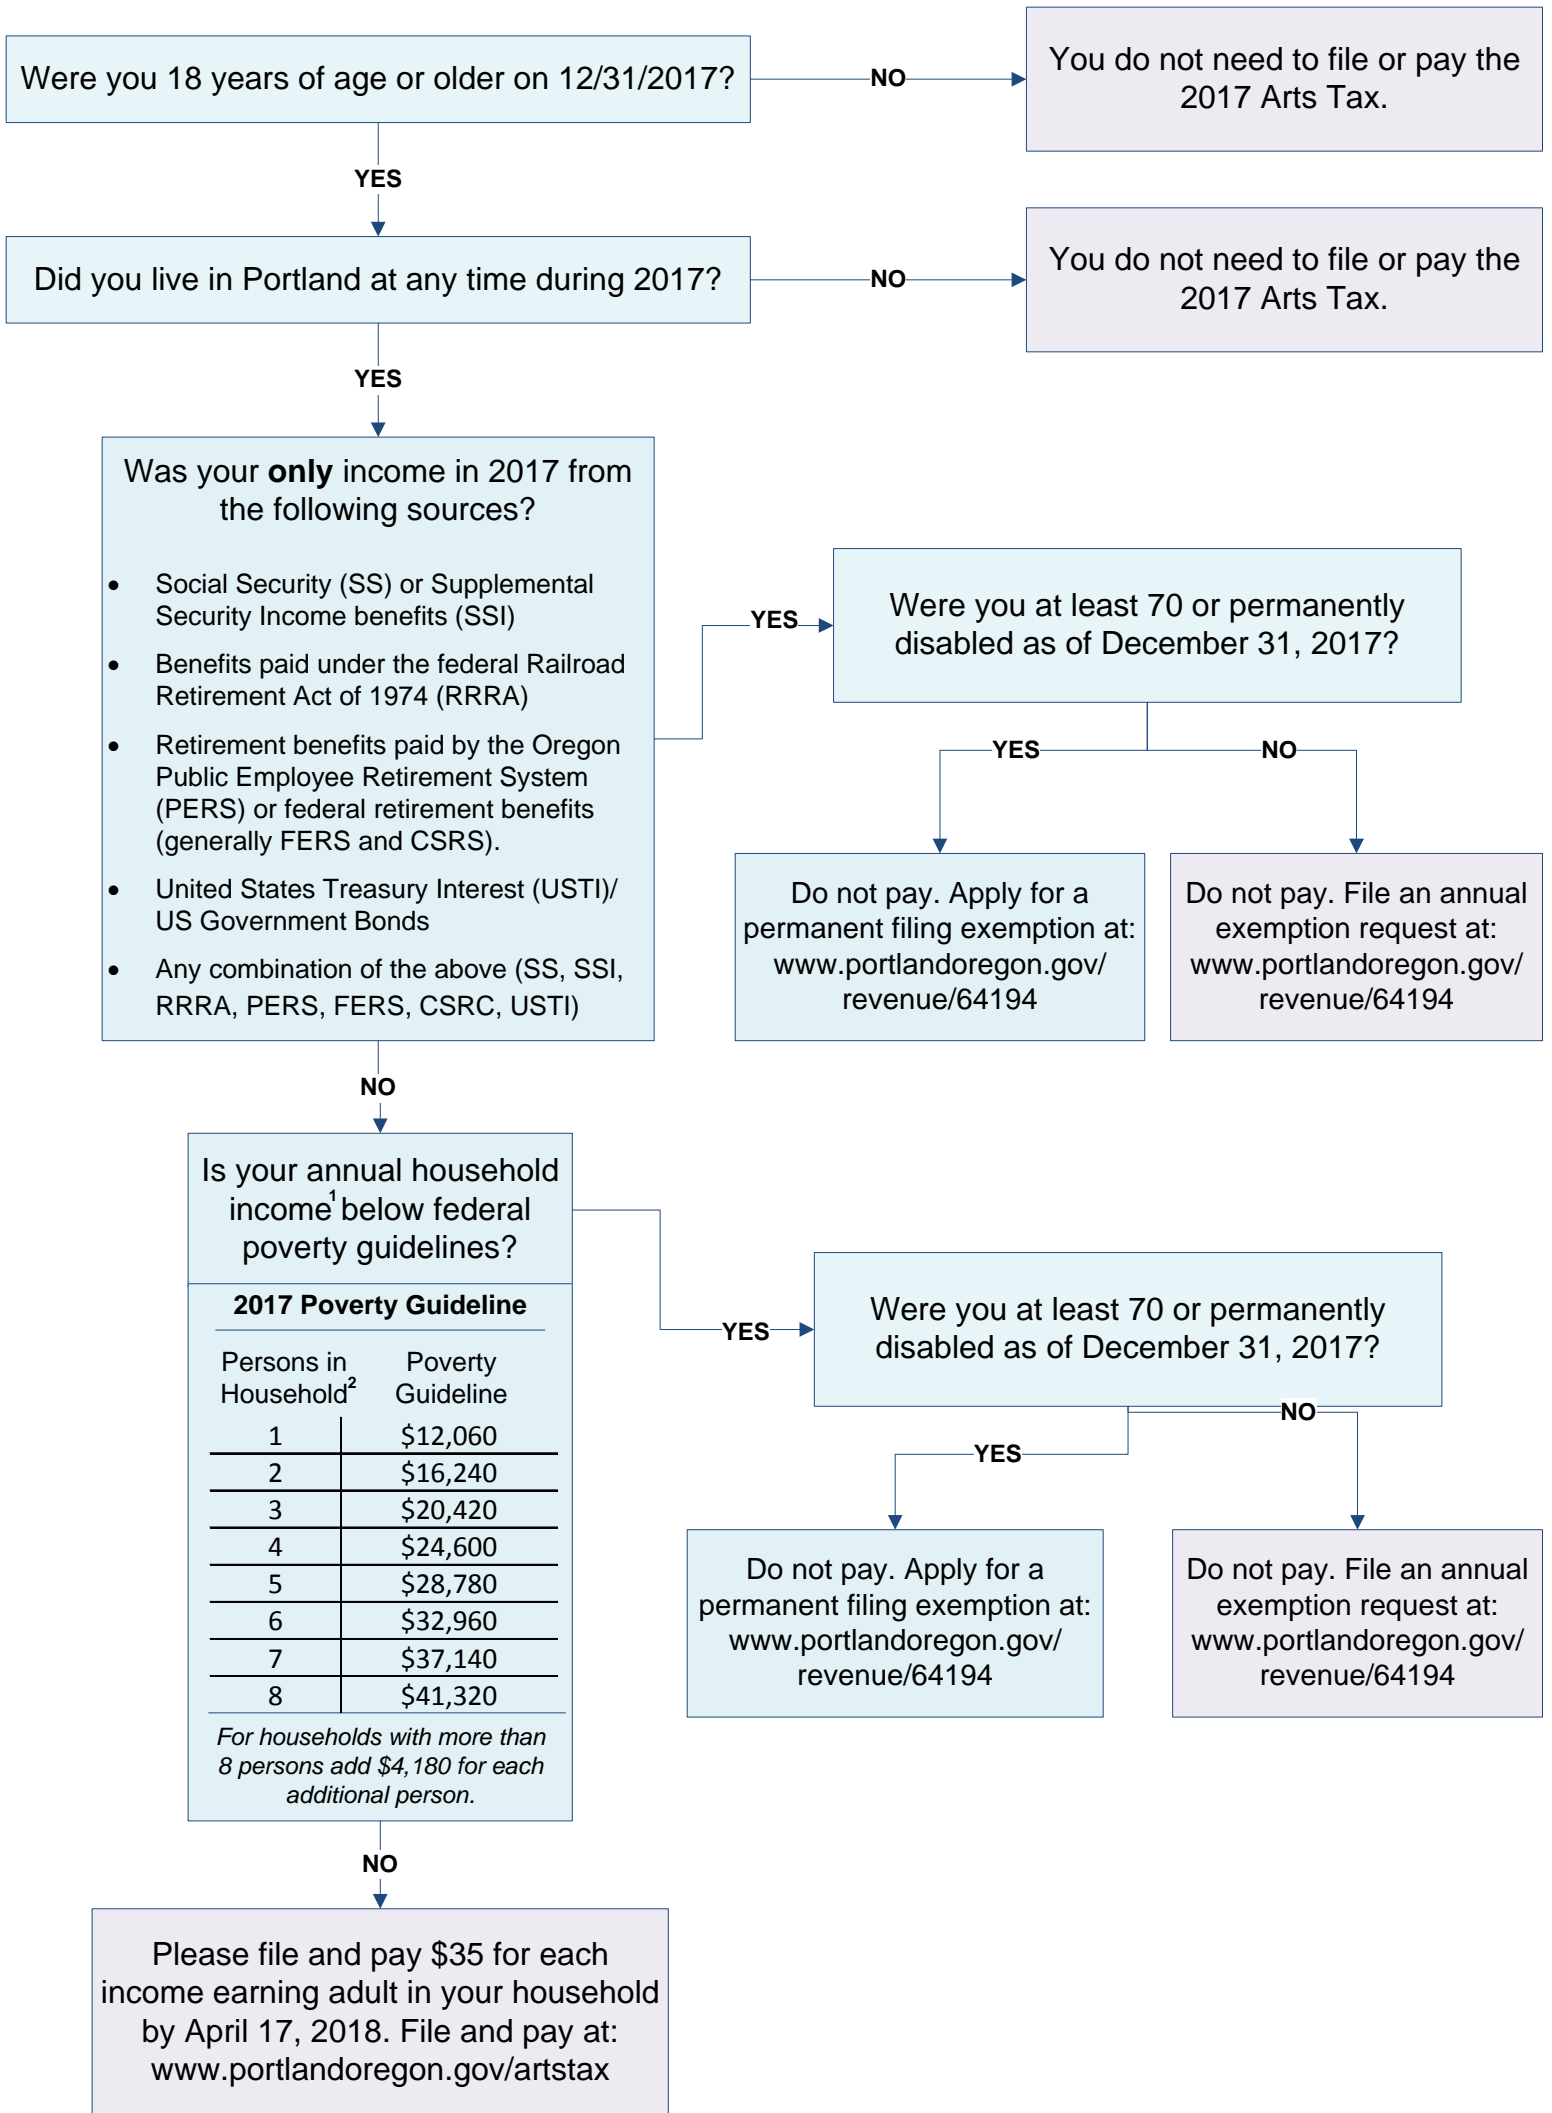 Were you 18 years of age or older on 12/31/2017?
NO
You do not need to file or pay the
2017 Arts Tax.
YES
Did you live in Portland at any time during 2017?
NO
You do not need to file or pay the
2017 Arts Tax.
YES
Was your only income in 2017 from
the following sources?
• Social Security (SS) or Supplemental
Security Income benefits (SSI)
• Benefits paid under the federal Railroad
Retirement Act of 1974 (RRRA)
• Retirement benefits paid by the Oregon
Public Employee Retirement System
(PERS) or federal retirement benefits
(generally FERS and CSRS).
• United States Treasury Interest (USTI)/
US Government Bonds
• Any combination of the above (SS, SSI,
RRRA, PERS, FERS, CSRC, USTI)
YES
Were you at least 70 or permanently
disabled as of December 31, 2017?
YES
NO
Do not pay. Apply for a
permanent filing exemption at:
www.portlandoregon.gov/
revenue/64194
Do not pay. File an annual
exemption request at:
www.portlandoregon.gov/
revenue/64194
NO
Is your annual household
income¹ below federal
poverty guidelines?
2017 Poverty Guideline
Persons in Poverty
Household² Guideline
1 $12,060
2 $16,240
3 $20,420
4 $24,600
5 $28,780
6 $32,960
7 $37,140
8 $41,320
For households with more than
8 persons add $4,180 for each
additional person.
YES
Were you at least 70 or permanently
disabled as of December 31, 2017?
YES
NO
Do not pay. Apply for a
permanent filing exemption at:
www.portlandoregon.gov/
revenue/64194
Do not pay. File an annual
exemption request at:
www.portlandoregon.gov/
revenue/64194
NO
Please file and pay $35 for each
income earning adult in your household
by April 17, 2018. File and pay at:
www.portlandoregon.gov/artstax